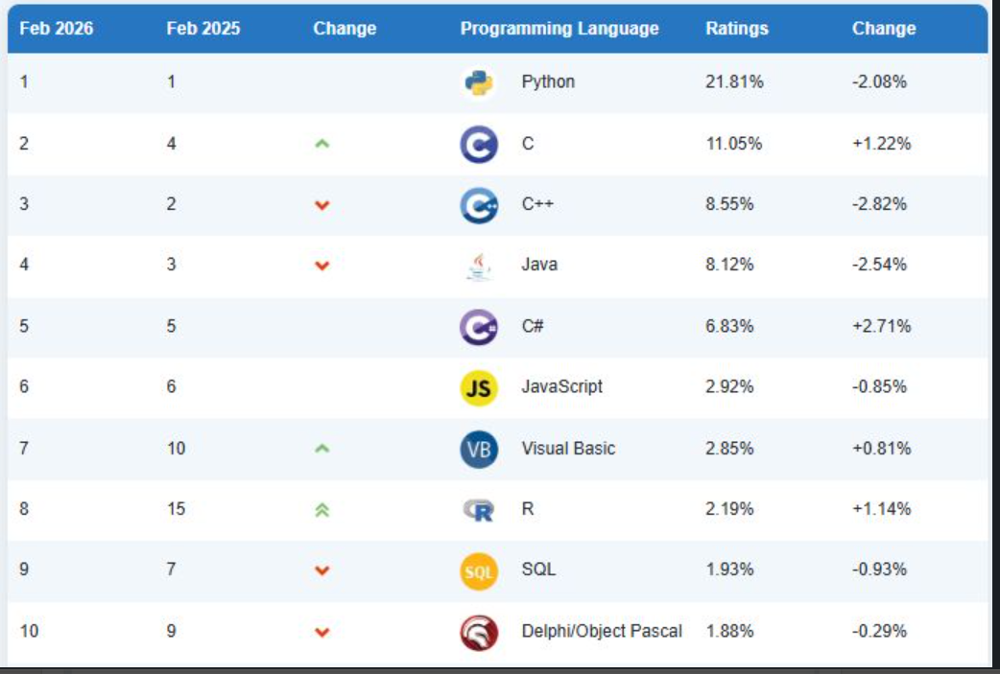 Feb 2026 Feb 2025 Change Programming Language Ratings Change
1 1 Python 21.81% -2.08%
2 4 C C 11.05% +1.22%
3 2 C++ C++ 8.55% -2.82%
4 3 Java 8.12% -2.54%
5 5 C# C# 6.83% +2.71%
6 6 JS JavaScript 2.92% -0.85%
7 10 VB Visual Basic 2.85% +0.81%
8 15 R R 2.19% +1.14%
9 7 SQL SQL 1.93% -0.93%
10 9 Delphi/Object Pascal 1.88% -0.29%